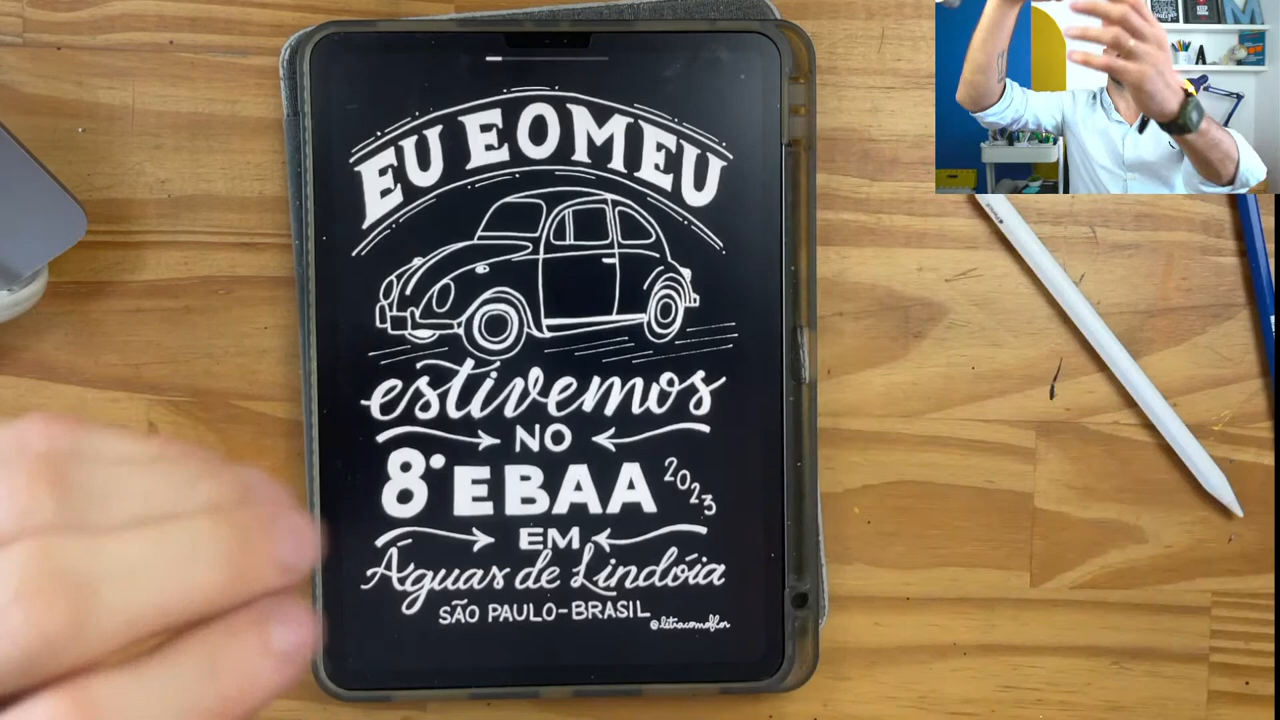 EU E O MEU
estivemos
NO
8° EBAA 2023
EM
Águas de Lindóia
SÃO PAULO-BRASIL
@letracomoflor